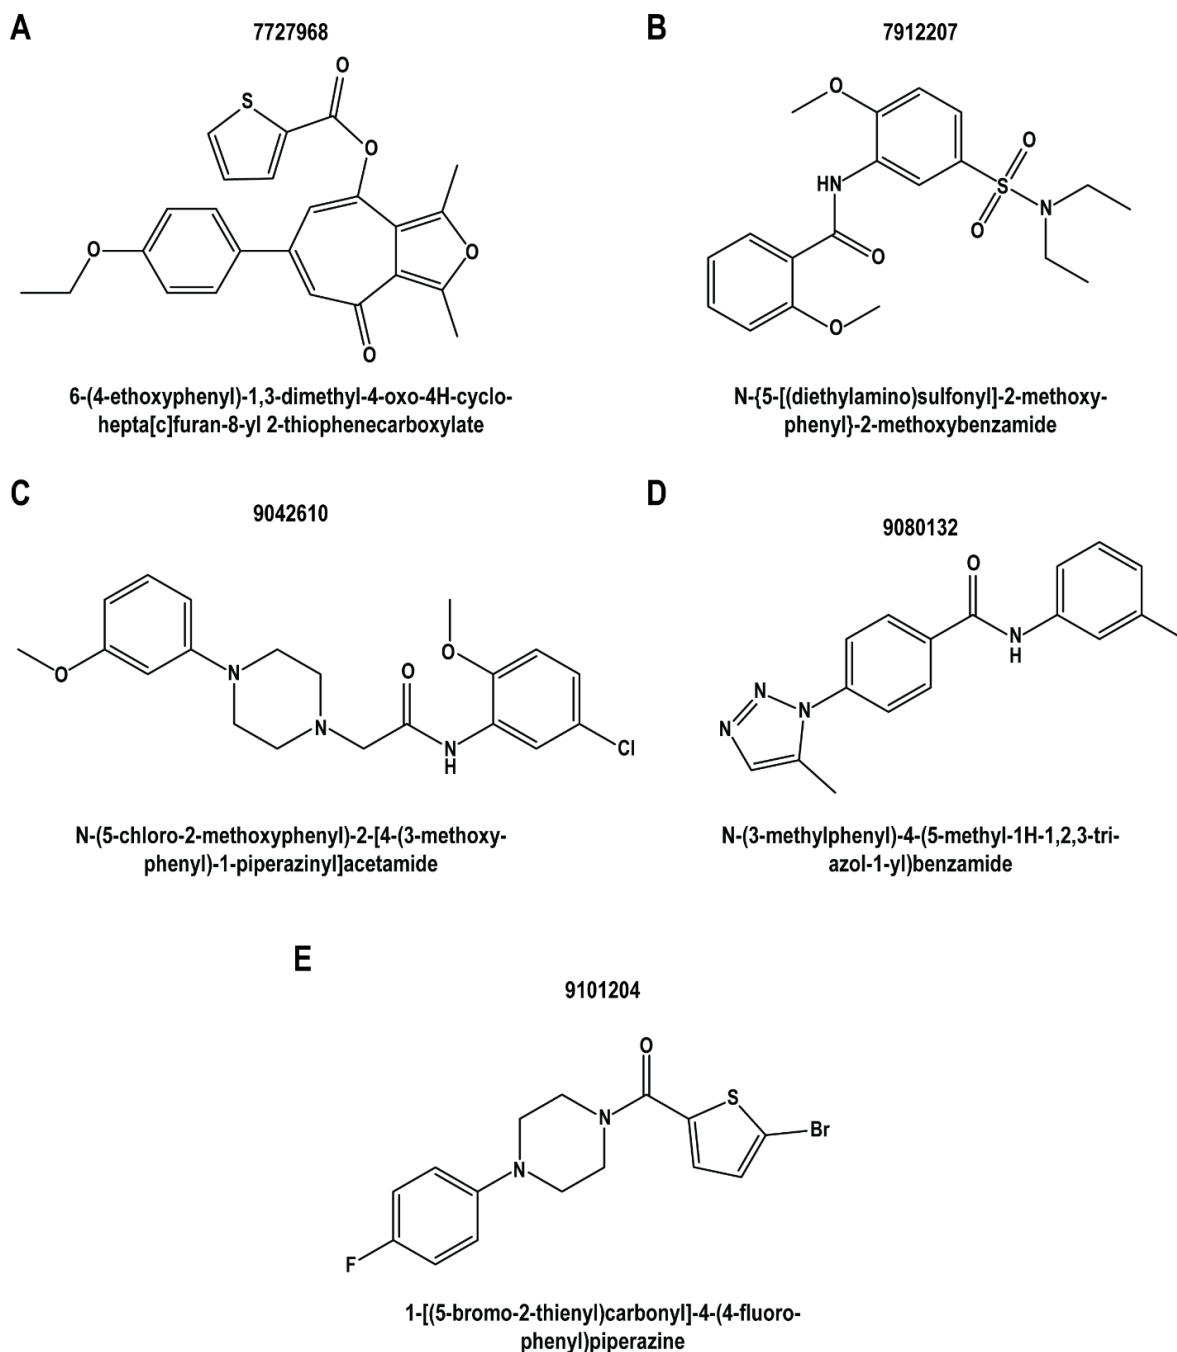 A
7727968
S
O
O
O
O
O
6-(4-ethoxyphenyl)-1,3-dimethyl-4-oxo-4H-cyclo-
hepta[c]furan-8-yl 2-thiophenecarboxylate
B
7912207
O
O
HN
S
N
O
O
O
N-{5-[(diethylamino)sulfonyl]-2-methoxy-
phenyl}-2-methoxybenzamide
C
9042610
O
O
O
N
N
N
H
Cl
N-(5-chloro-2-methoxyphenyl)-2-[4-(3-methoxy-
phenyl)-1-piperazinyl]acetamide
D
9080132
O
N
H
N
N
N
N-(3-methylphenyl)-4-(5-methyl-1H-1,2,3-tri-
azol-1-yl)benzamide
E
9101204
O
S
N
Br
N
F
1-[(5-bromo-2-thienyl)carbonyl]-4-(4-fluoro-
phenyl)piperazine